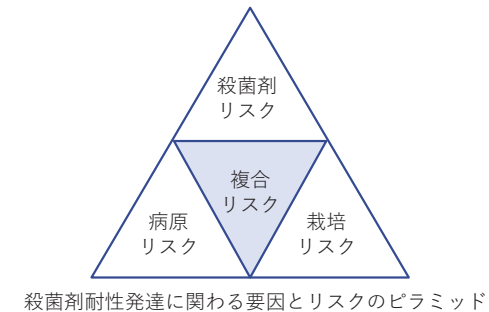 殺菌剤
リスク
複合
リスク
病原
リスク
栽培
リスク
殺菌剤耐性発達に関わる要因とリスクのピラミッド